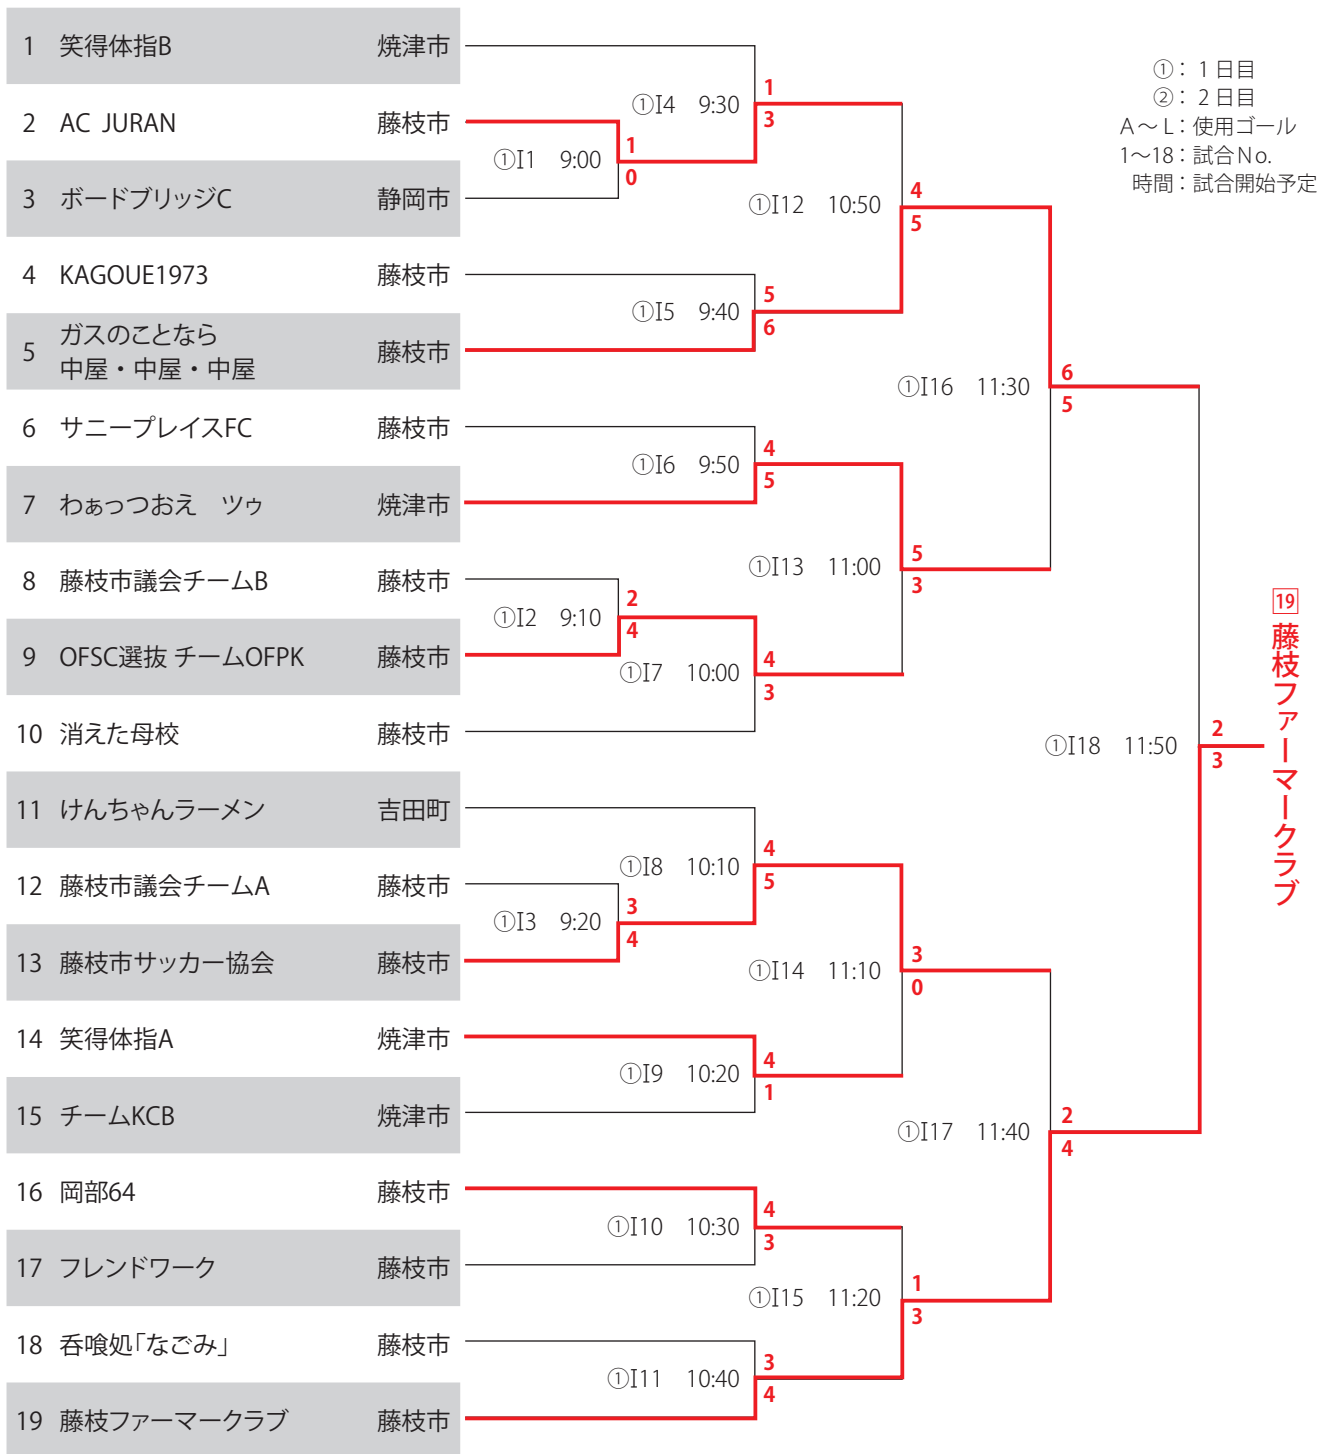 1 笑得体指B 焼津市
2 AC JURAN 藤枝市
3 ボードブリッジC 静岡市
4 KAGOUE1973 藤枝市
5 ガスのことなら
中屋・中屋・中屋 藤枝市
6 サニープレイスFC 藤枝市
7 わぁっつおえ　ツゥ 焼津市
8 藤枝市議会チームB 藤枝市
9 OFSC選抜 チームOFPK 藤枝市
10 消えた母校 藤枝市
11 けんちゃんラーメン 吉田町
12 藤枝市議会チームA 藤枝市
13 藤枝市サッカー協会 藤枝市
14 笑得体指A 焼津市
15 チームKCB 焼津市
16 岡部64 藤枝市
17 フレンドワーク 藤枝市
18 呑喰処「なごみ」 藤枝市
19 藤枝ファーマークラブ 藤枝市
①I1 9:00
1
0
①I2 9:10
2
4
①I3 9:20
3
4
①I4 9:30
1
3
①I5 9:40
5
6
①I6 9:50
4
5
①I7 10:00
4
3
①I8 10:10
4
5
①I9 10:20
4
1
①I10 10:30
4
3
①I11 10:40
3
4
①I12 10:50
4
5
①I13 11:00
5
3
①I14 11:10
3
0
①I15 11:20
1
3
①I16 11:30
6
5
①I17 11:40
2
4
①I18 11:50
2
3
①：1日目
②：2日目
A～L：使用ゴール
1～18：試合No.
時間：試合開始予定
19
藤枝ファーマークラブ